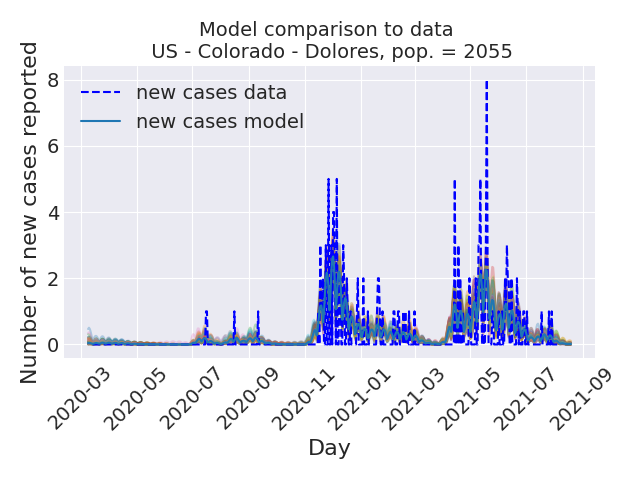 Model comparison to data
US - Colorado - Dolores, pop. = 2055
Number of new cases reported
8
6
4
2
0
new cases data
new cases model
2020-03
2020-05
2020-07
2020-09
2020-11
2021-01
2021-03
2021-05
2021-07
2021-09
Day